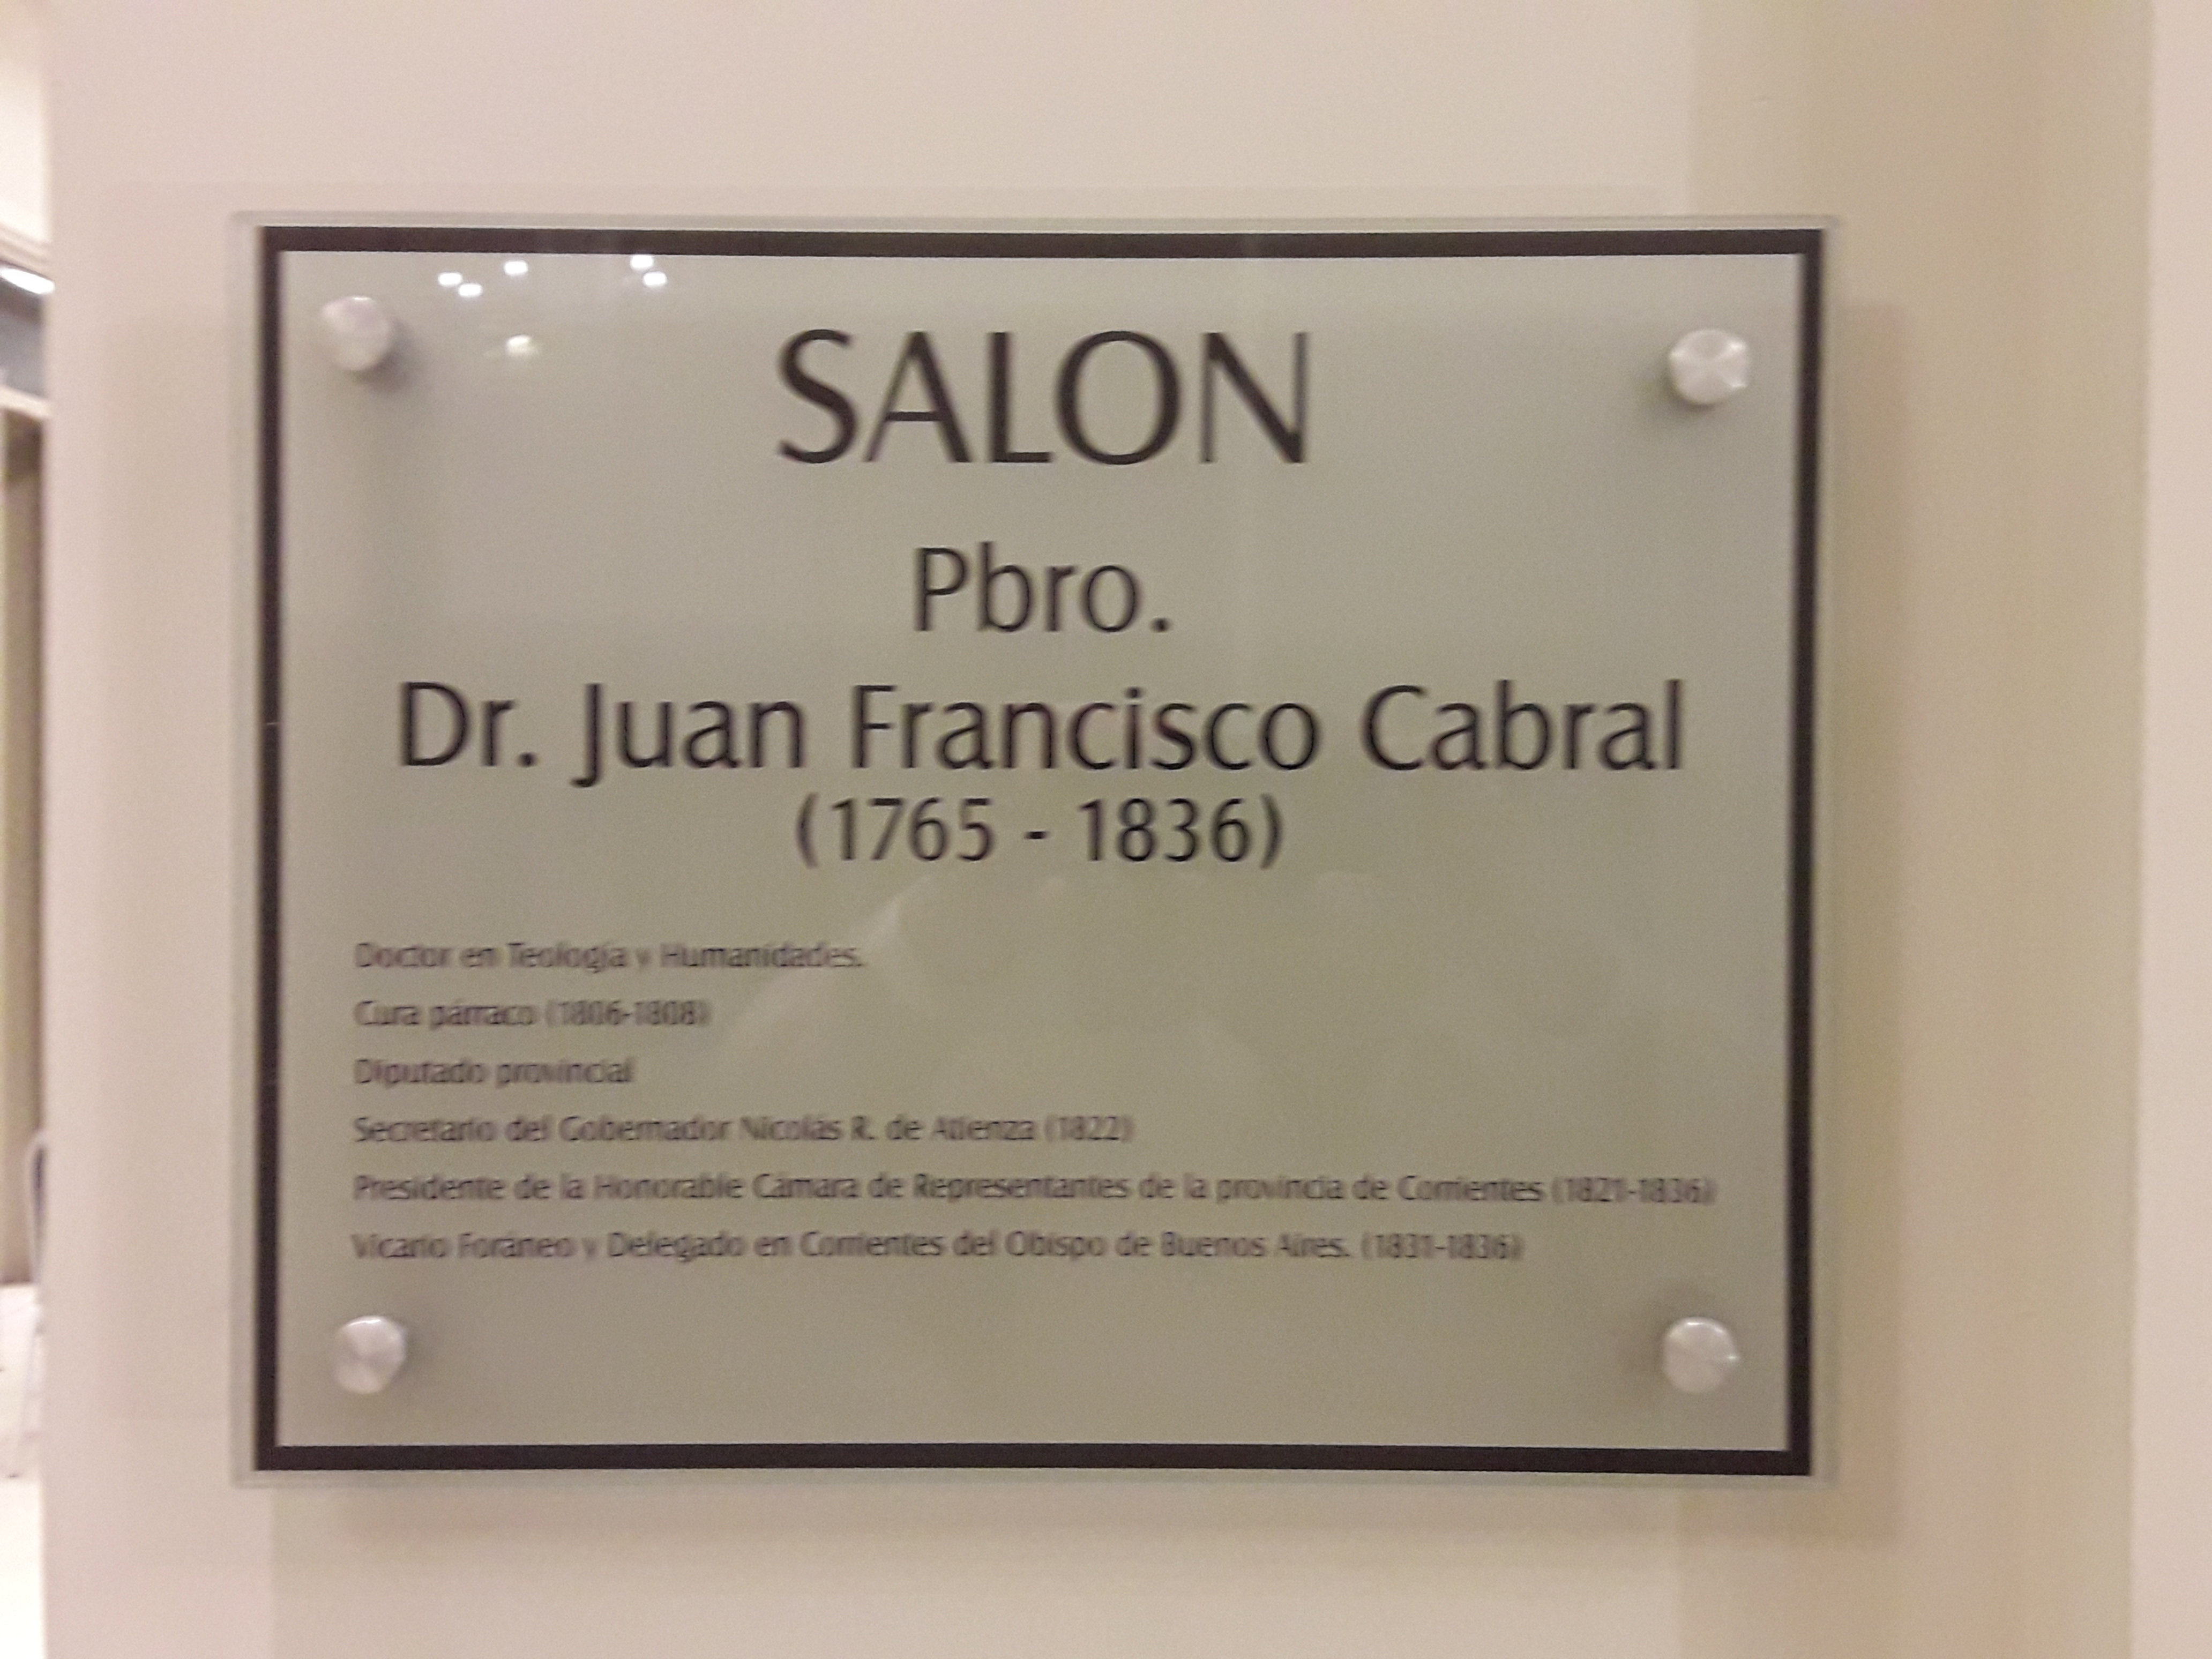 SALON
Pbro.
Dr. Juan Francisco Cabral
(1765 - 1836)
Doctor en Teología y Humanidades.
Cura párraco (1806-1808)
Diputado provincial
Secretario del Gobernador Nicolás R. de Atienza (1822)
Presidente de la Honorable Cámara de Representantes de la provincia de Corrientes (1821-1836)
Vicario Foráneo y Delegado en Corrientes del Obispo de Buenos Aires. (1831-1836)